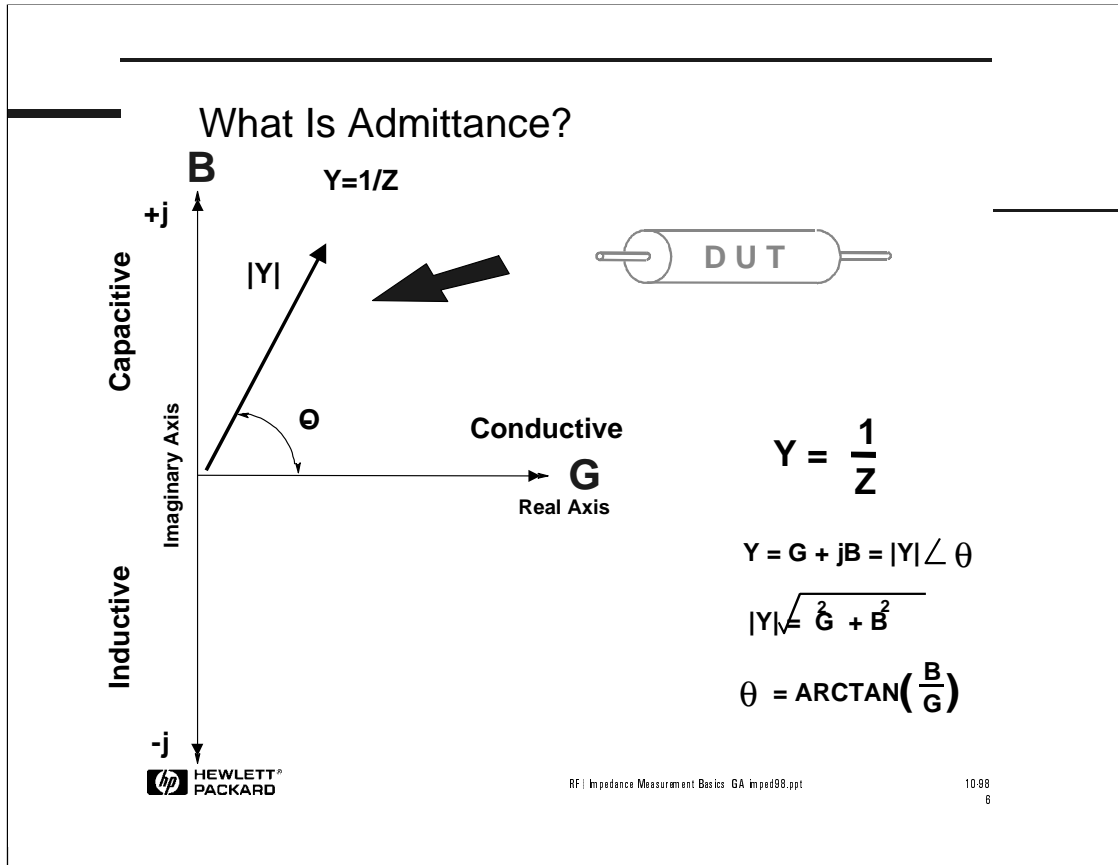 What Is Admittance?
B
Y=1/Z
+j
|Y|
DUT
Capacitive
Θ
Conductive
G
Real Axis
Imaginary Axis
Y = 1/Z
Y = G + jB = |Y|∠ θ
|Y| = √ G² + B²
Inductive
θ = ARCTAN(B/G)
-j
hp HEWLETT®
PACKARD
RF | Impedance Measurement Basics GA imped98.ppt
10-98
6